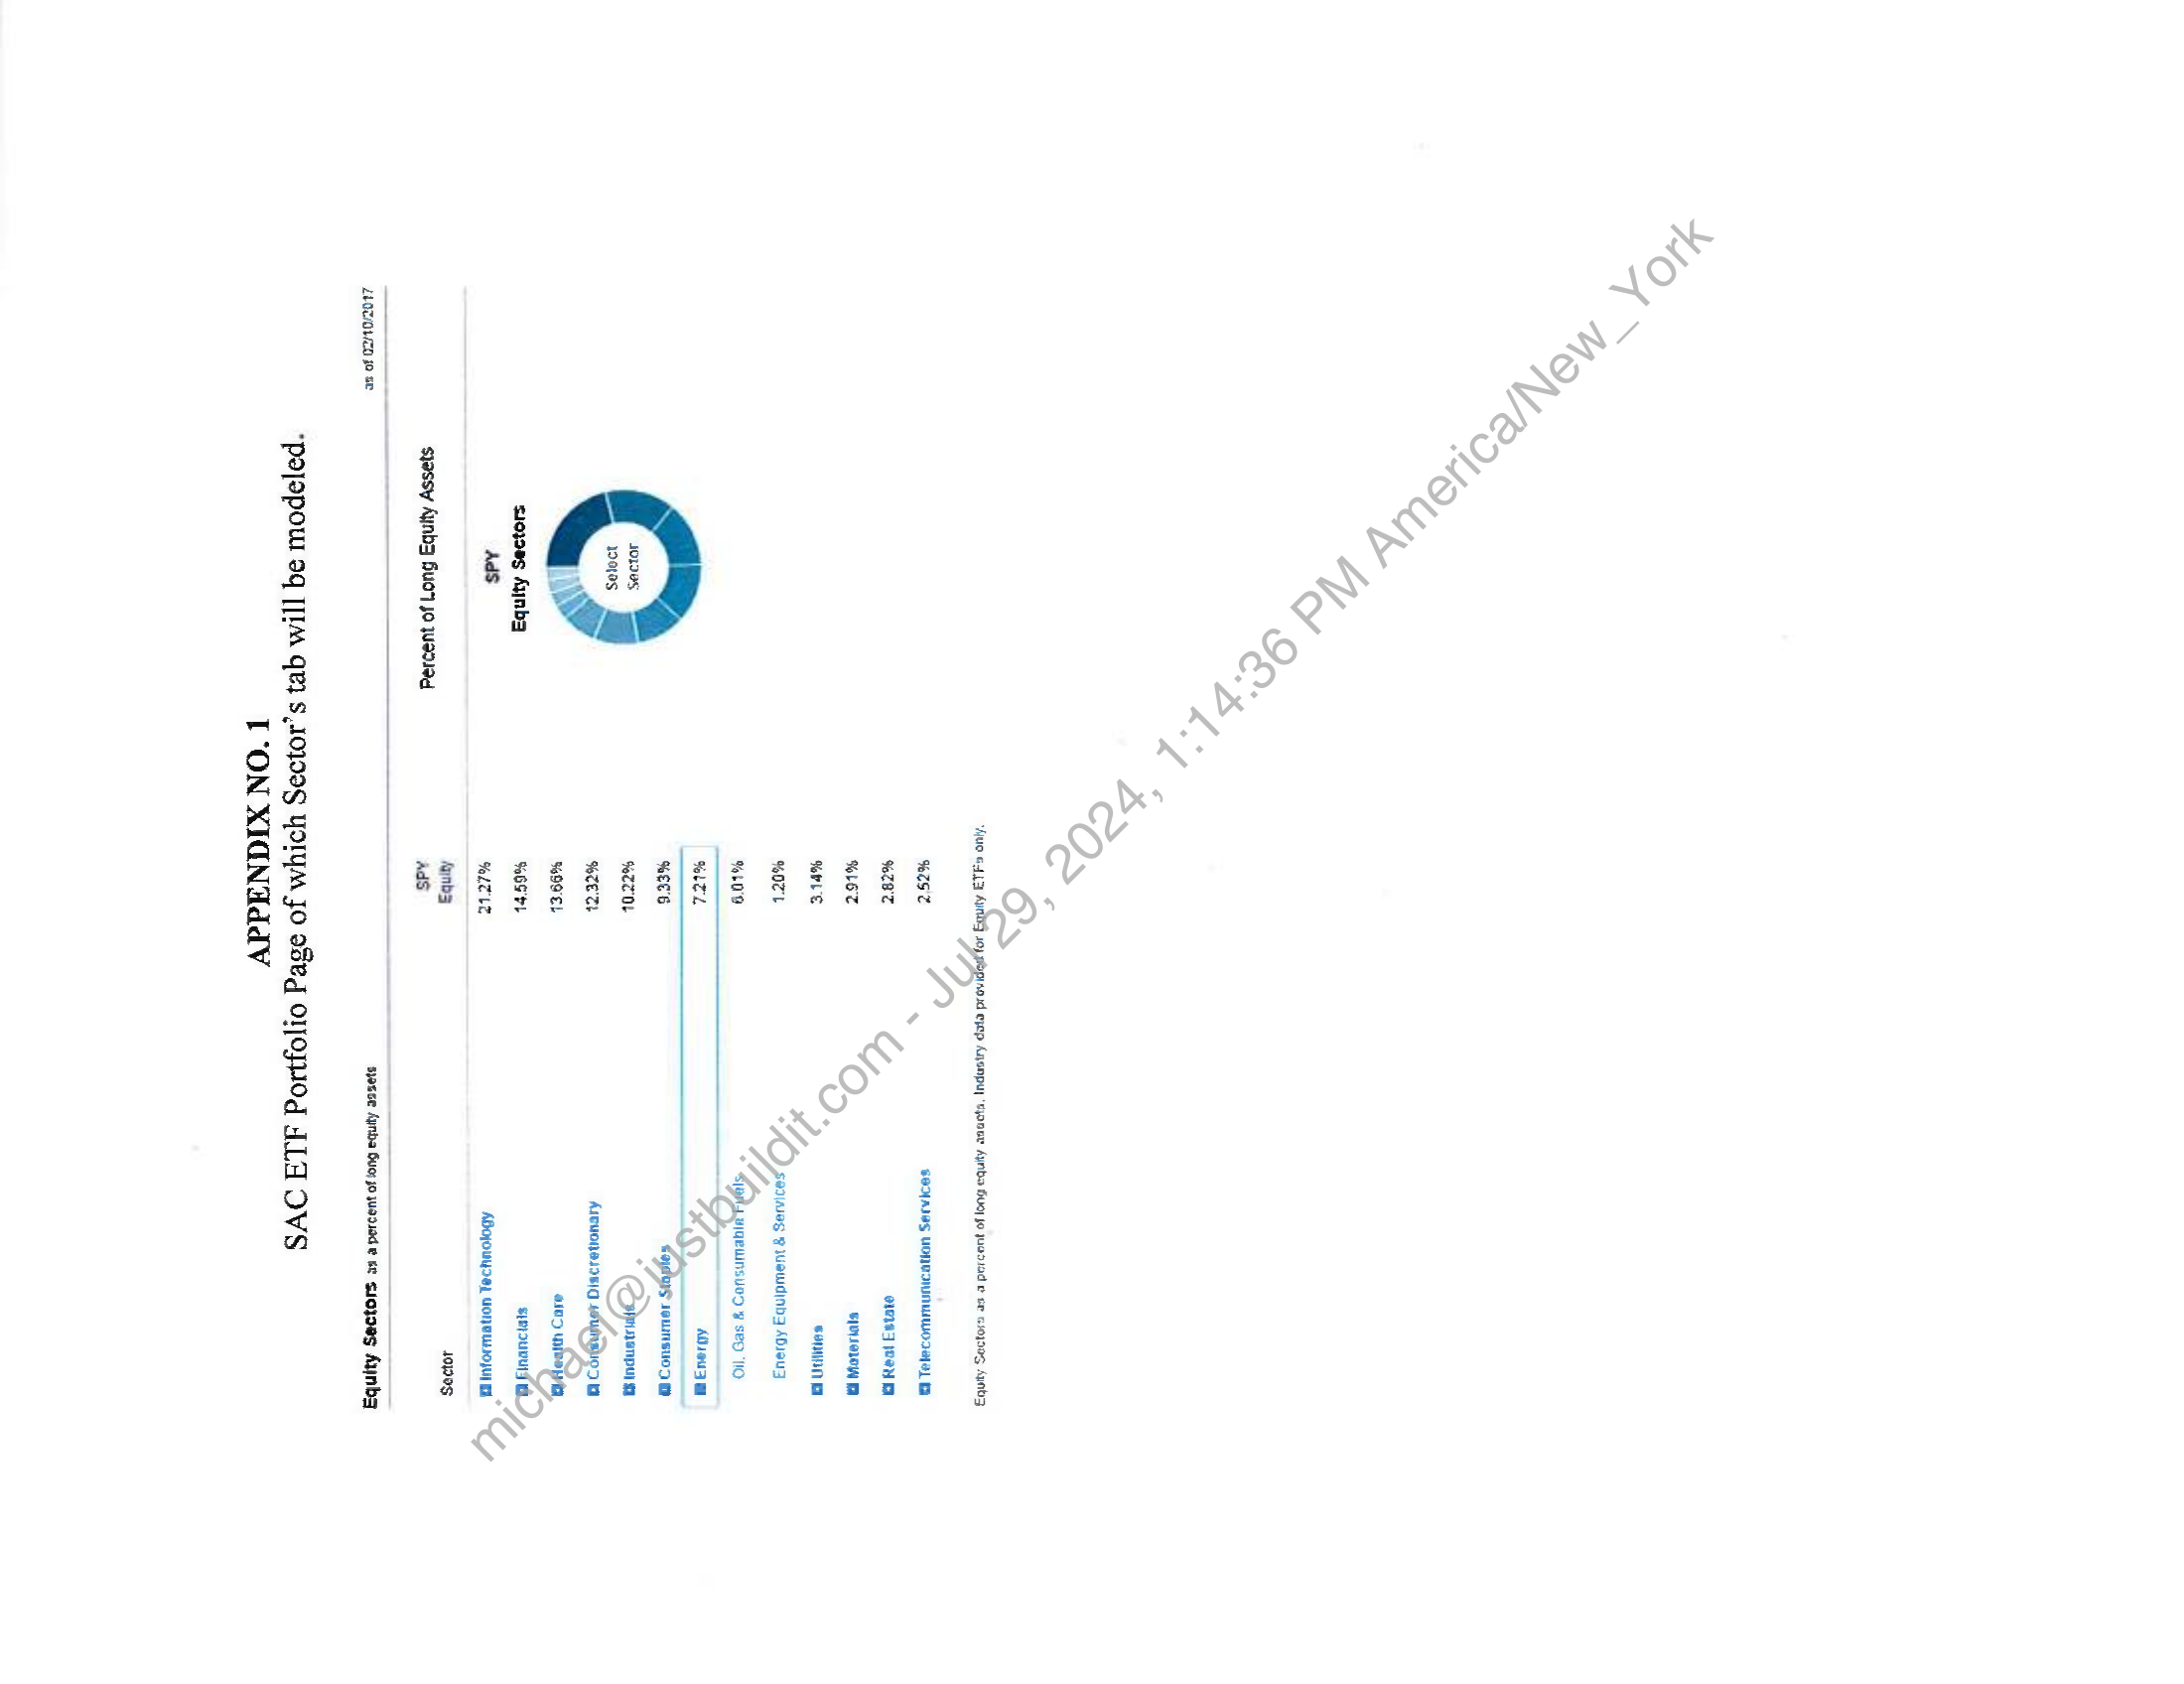 APPENDIX NO. 1
SAC ETF Portfolio Page of which Sector's tab will be modeled.
Equity Sectors as a percent of long equity assets
as of 02/10/2017
Sector
SPY
Equity
Percent of Long Equity Assets
Information Technology 21.27%
Financials 14.59%
Health Care 13.66%
Consumer Discretionary 12.32%
Industrials 10.22%
Consumer Staples 9.33%
Energy 7.21%
Oil, Gas & Consumable Fuels 6.01%
Energy Equipment & Services 1.20%
Utilities 3.14%
Materials 2.91%
Real Estate 2.82%
Telecommunication Services 2.52%
SPY
Equity Sectors
Select
Sector
Equity Sectors as a percent of long equity assets. Industry data provided for Equity ETFs only.
michael@justbuildit.com - Jul 29, 2024, 1:14:36 PM America/New_York